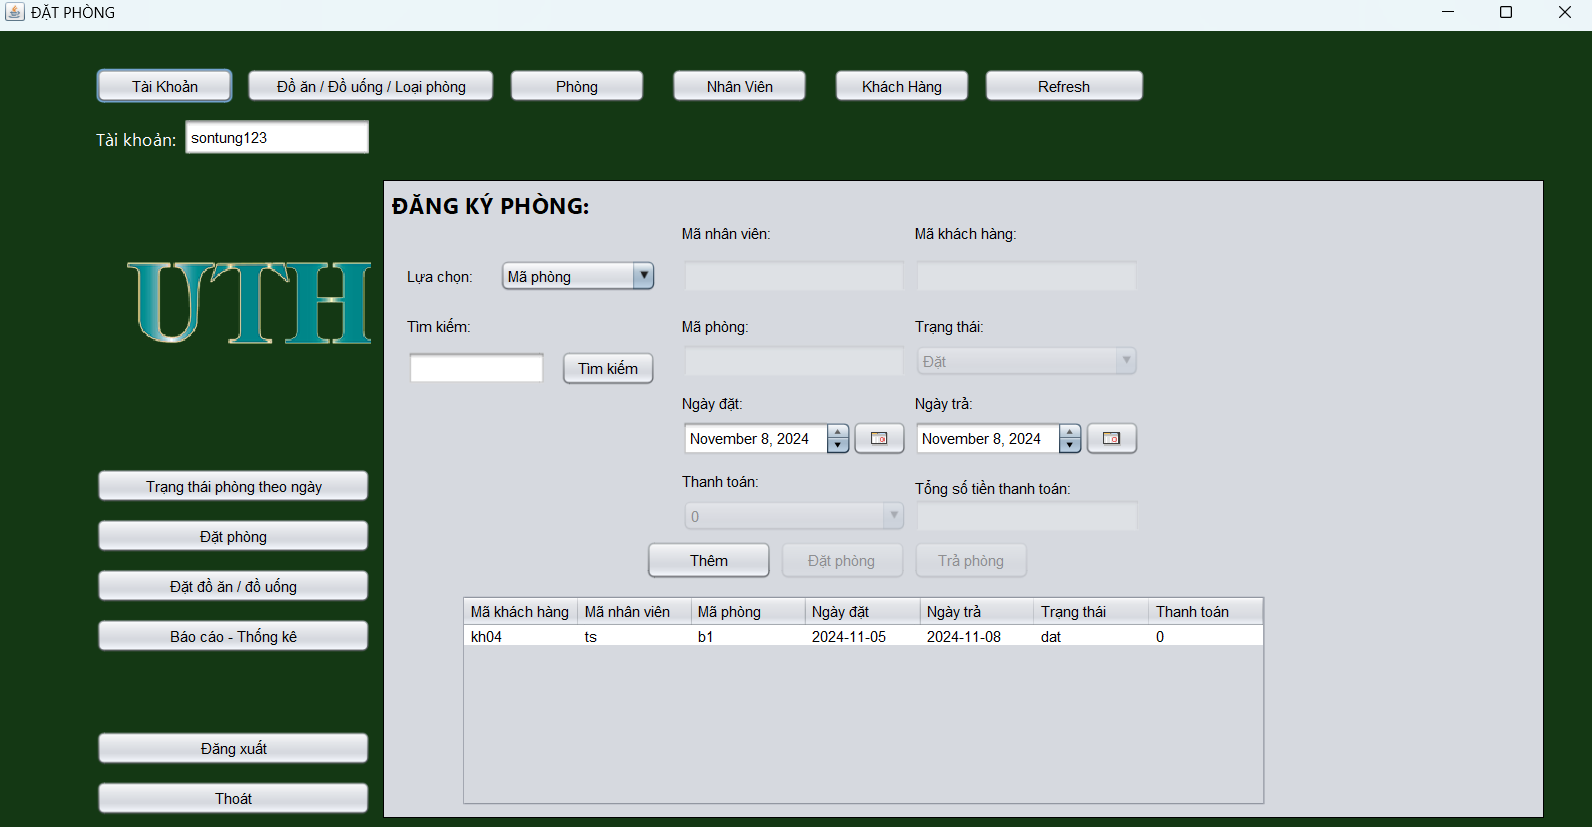 ĐẶT PHÒNG
Tài Khoản
Đồ ăn / Đồ uống / Loại phòng
Phòng
Nhân Viên
Khách Hàng
Refresh
Tài khoản:
sontung123
UTH
Trạng thái phòng theo ngày
Đặt phòng
Đặt đồ ăn / đồ uống
Báo cáo - Thống kê
Đăng xuất
Thoát
ĐĂNG KÝ PHÒNG:
Lựa chọn:
Mã phòng
Tìm kiếm:
Tìm kiếm
Mã nhân viên:
Mã khách hàng:
Mã phòng:
Trạng thái:
Đặt
Ngày đặt:
Ngày trả:
November 8, 2024
November 8, 2024
Thanh toán:
Tổng số tiền thanh toán:
0
Thêm
Đặt phòng
Trả phòng
Mã khách hàng Mã nhân viên Mã phòng Ngày đặt Ngày trả Trạng thái Thanh toán
kh04 ts b1 2024-11-05 2024-11-08 dat 0